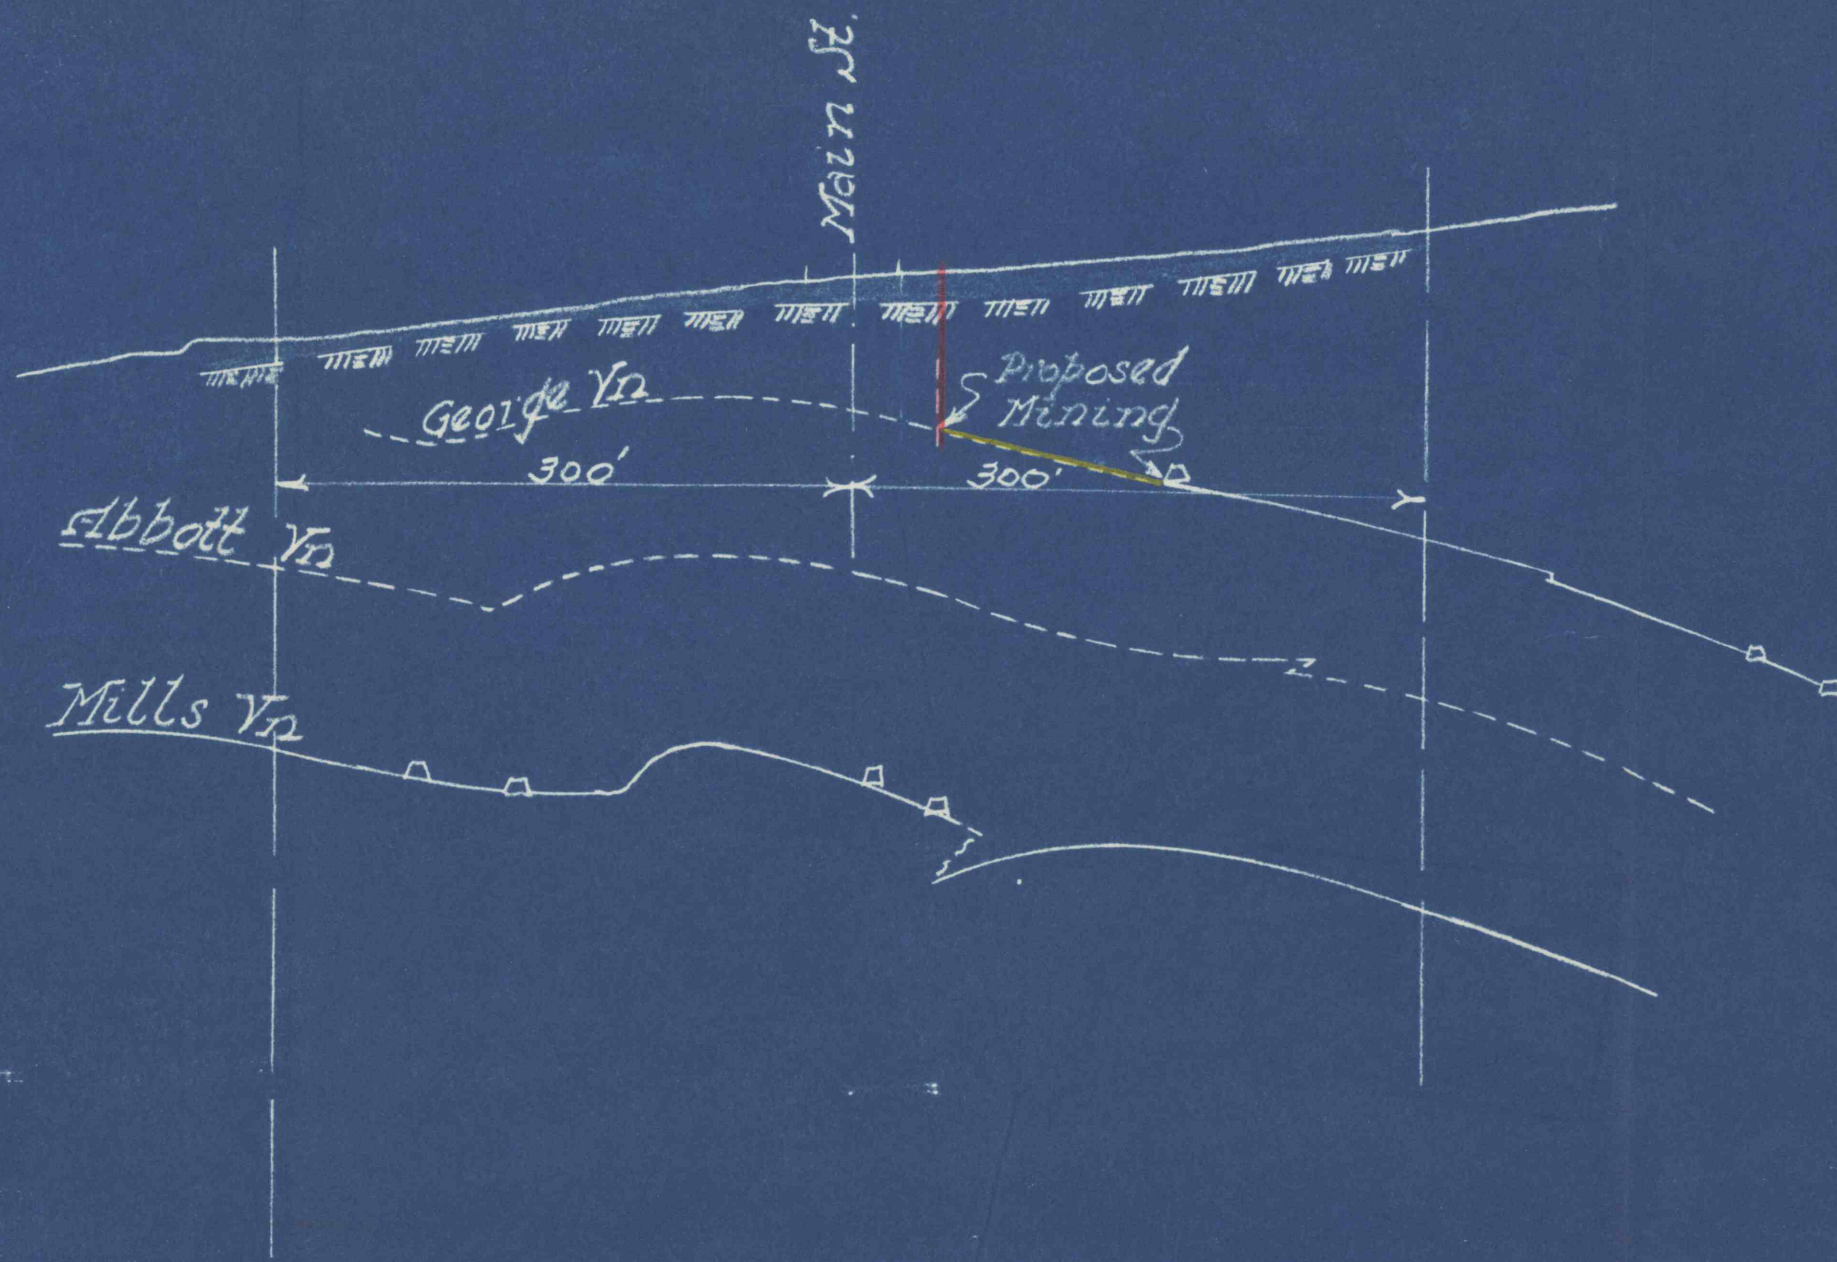 Main St.
George Vn
Proposed
Mining
300'
300'
Abbott Vn
Mills Vn